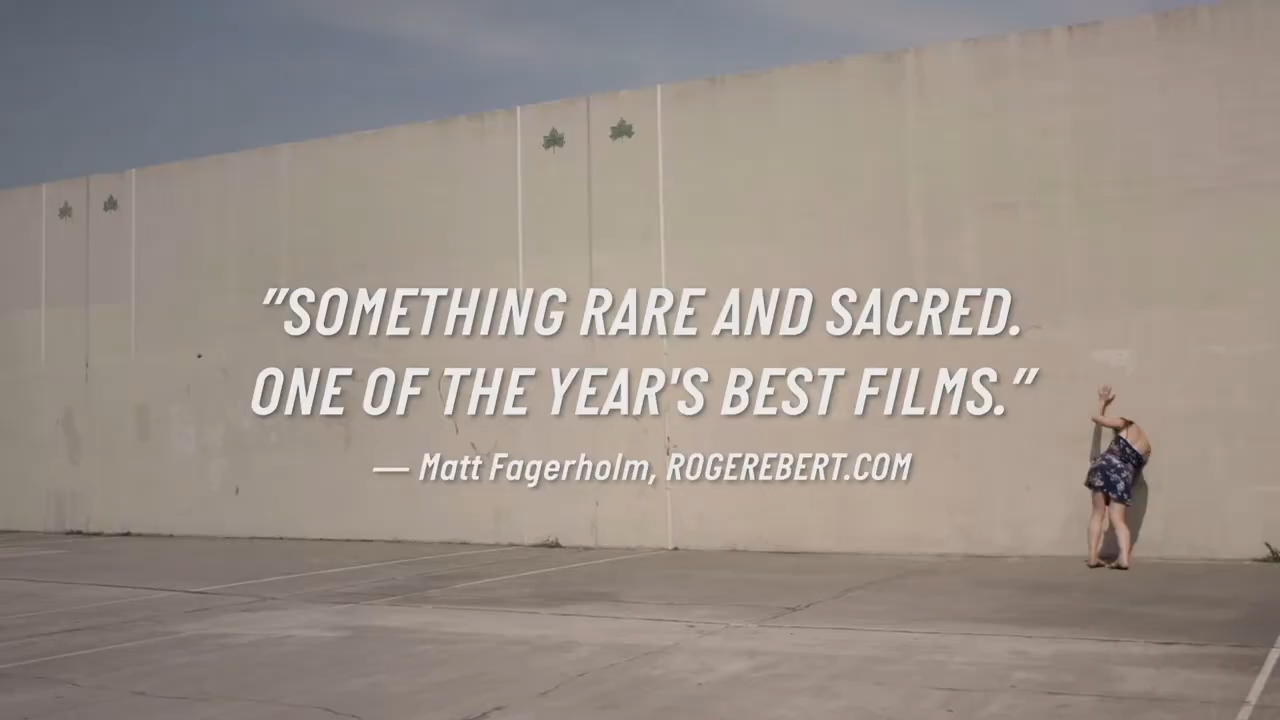 "SOMETHING RARE AND SACRED.
ONE OF THE YEAR'S BEST FILMS."
— Matt Fagerholm, ROGEREBERT.COM